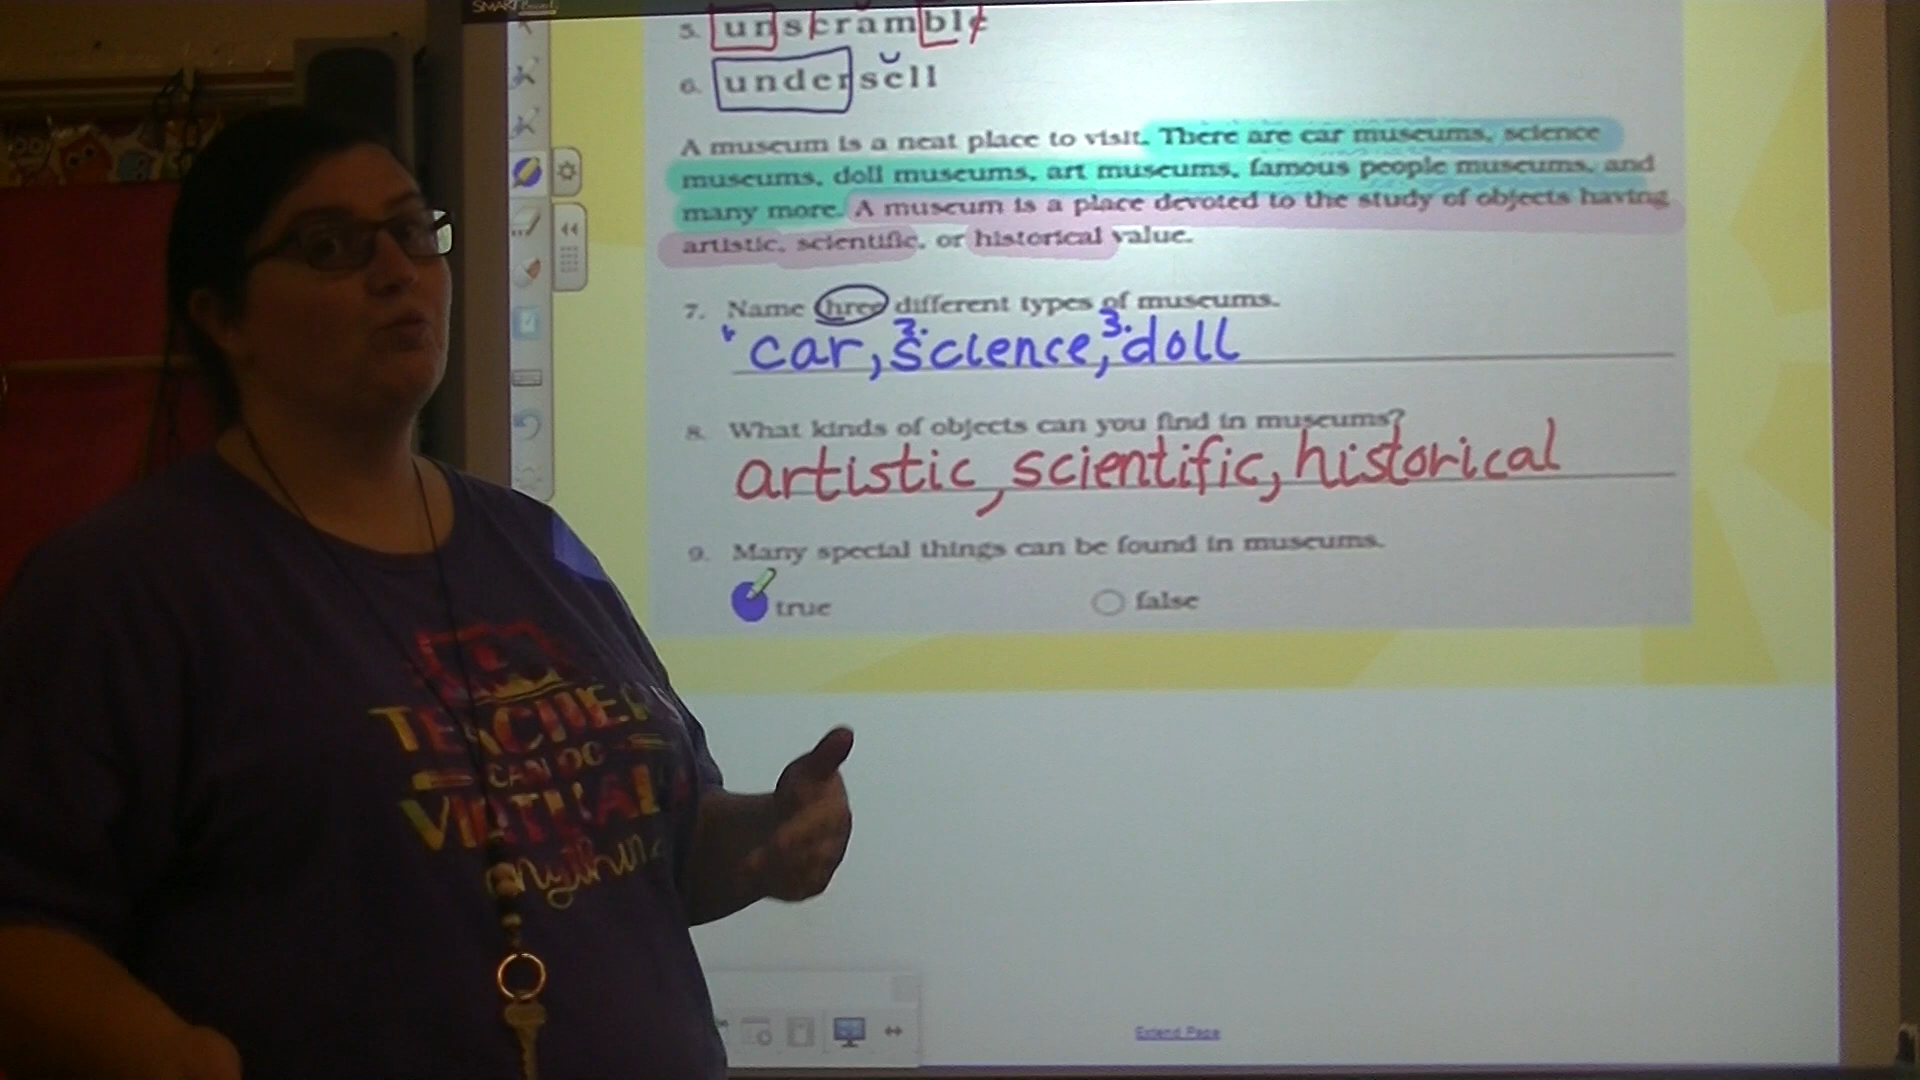 SMART Board
5. unscramble
6. undersell
A museum is a neat place to visit. There are car museums, science
museums, doll museums, art museums, famous people museums, and
many more. A museum is a place devoted to the study of objects having
artistic, scientific, or historical value.
7. Name three different types of museums.
2. 3.
car, science, doll
8. What kinds of objects can you find in museums?
artistic, scientific, historical
9. Many special things can be found in museums.
true false
TEACHERS
CAN DO
VIRTUALLY
Anything
Extend Page